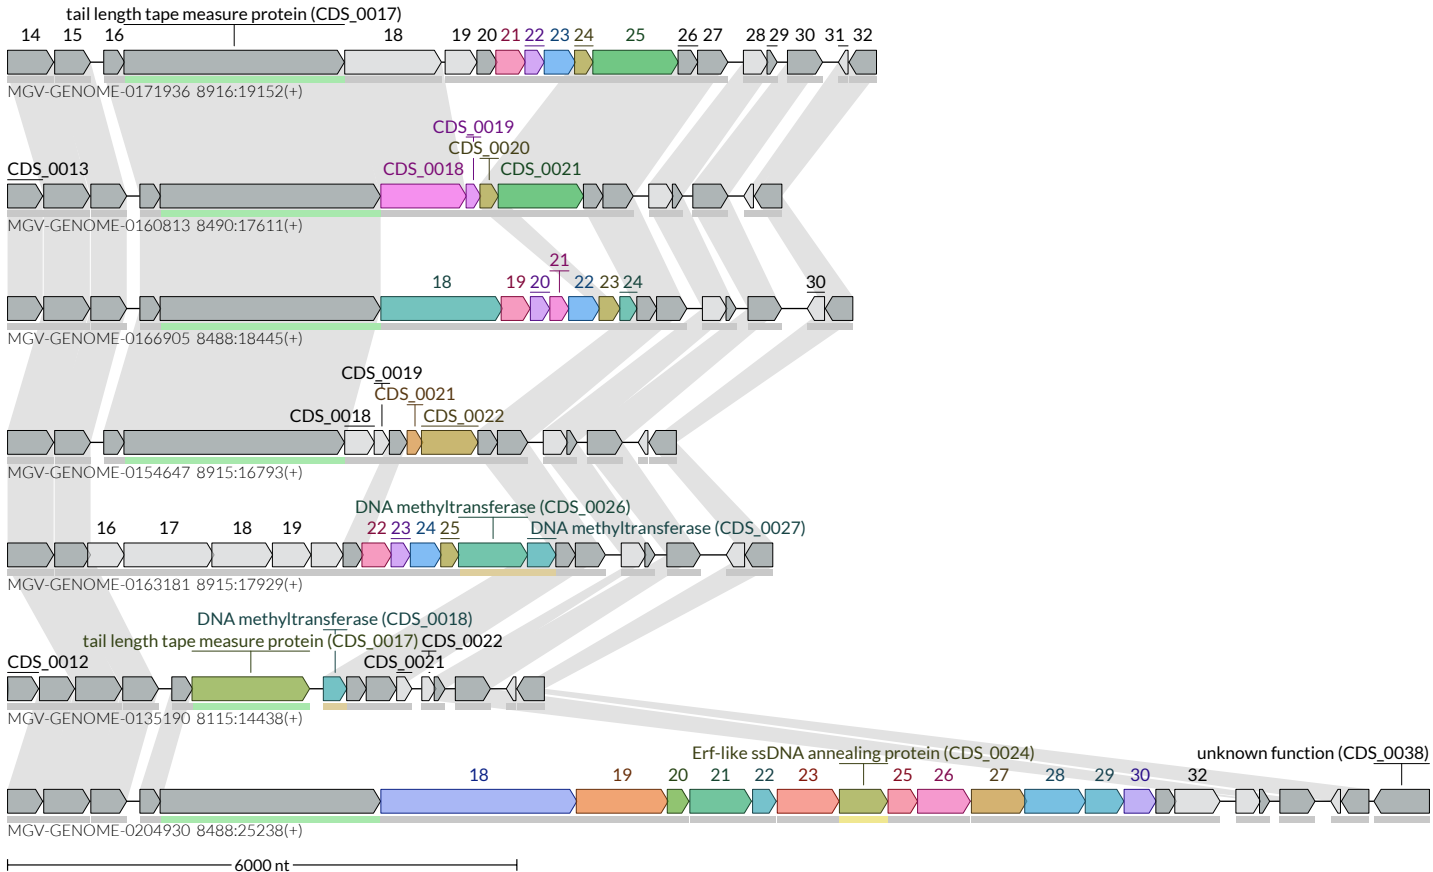 tail length tape measure protein (CDS_0017)
14 15 16 18 19 20 21 22 23 24 25 26 27 28 29 30 31 32
MGV-GENOME-0171936 8916:19152(+)
CDS_0019
CDS_0020
CDS_0013 CDS_0018 CDS_0021
MGV-GENOME-0160813 8490:17611(+)
21
18 19 20 22 23 24 30
MGV-GENOME-0166905 8488:18445(+)
CDS_0019
CDS_0021
CDS_0018 CDS_0022
MGV-GENOME-0154647 8915:16793(+)
DNA methyltransferase (CDS_0026)
16 17 18 19 22 23 24 25 DNA methyltransferase (CDS_0027)
MGV-GENOME-0163181 8915:17929(+)
DNA methyltransferase (CDS_0018)
tail length tape measure protein (CDS_0017) CDS_0022
CDS_0012 CDS_0021
MGV-GENOME-0135190 8115:14438(+)
Erf-like ssDNA annealing protein (CDS_0024) unknown function (CDS_0038)
18 19 20 21 22 23 25 26 27 28 29 30 32
MGV-GENOME-0204930 8488:25238(+)
6000 nt